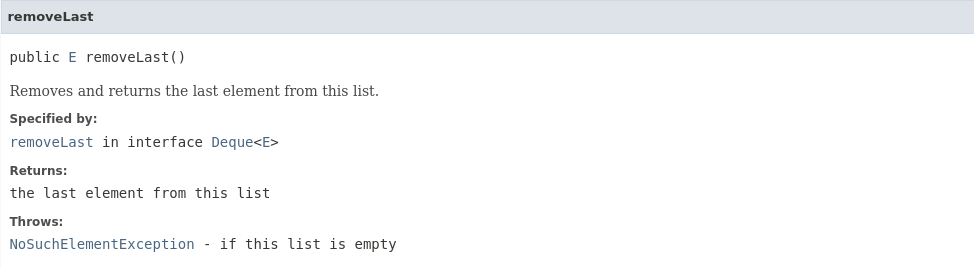 removeLast
public E removeLast()
Removes and returns the last element from this list.
Specified by:
removeLast in interface Deque<E>
Returns:
the last element from this list
Throws:
NoSuchElementException - if this list is empty